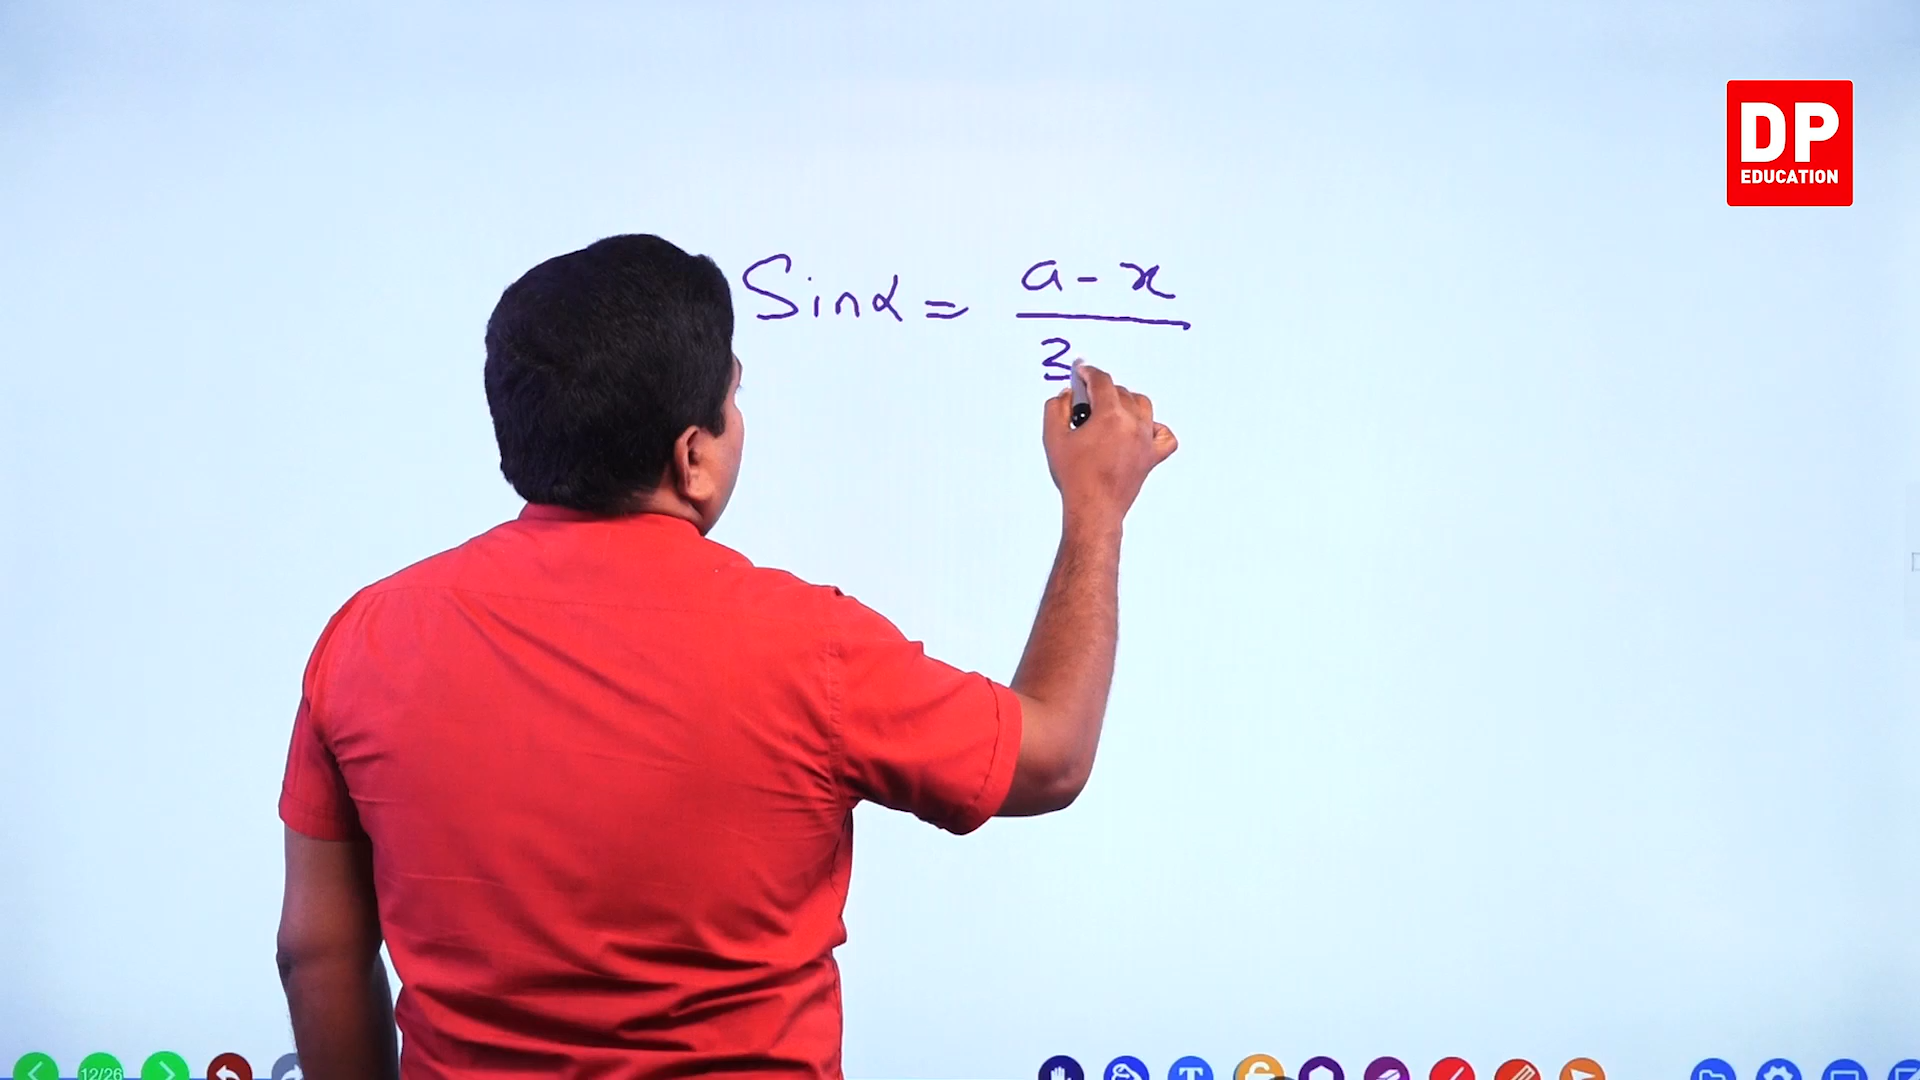 DP
EDUCATION
Sinα = a - x
3
12/26
T